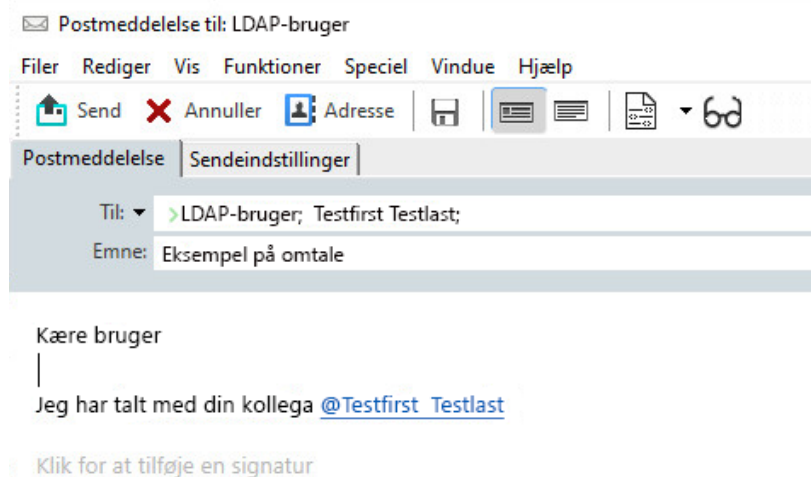 Postmeddelelse til: LDAP-bruger
Filer Rediger Vis Funktioner Speciel Vindue Hjælp
Send Annuller Adresse
Postmeddelelse Sendeindstillinger
Til: >LDAP-bruger; Testfirst Testlast;
Emne: Eksempel på omtale
Kære bruger
Jeg har talt med din kollega @Testfirst Testlast
Klik for at tilføje en signatur